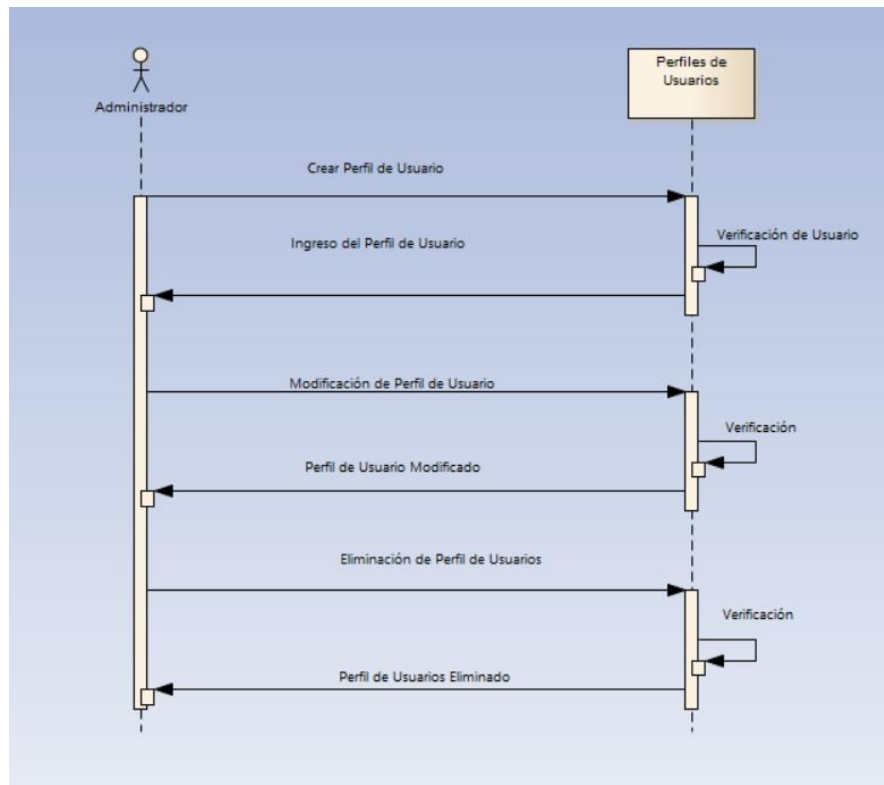 Perfiles de
Usuarios
Administrador
Crear Perfil de Usuario
Verificación de Usuario
Ingreso del Perfil de Usuario
Modificación de Perfil de Usuario
Verificación
Perfil de Usuario Modificado
Eliminación de Perfil de Usuarios
Verificación
Perfil de Usuarios Eliminado